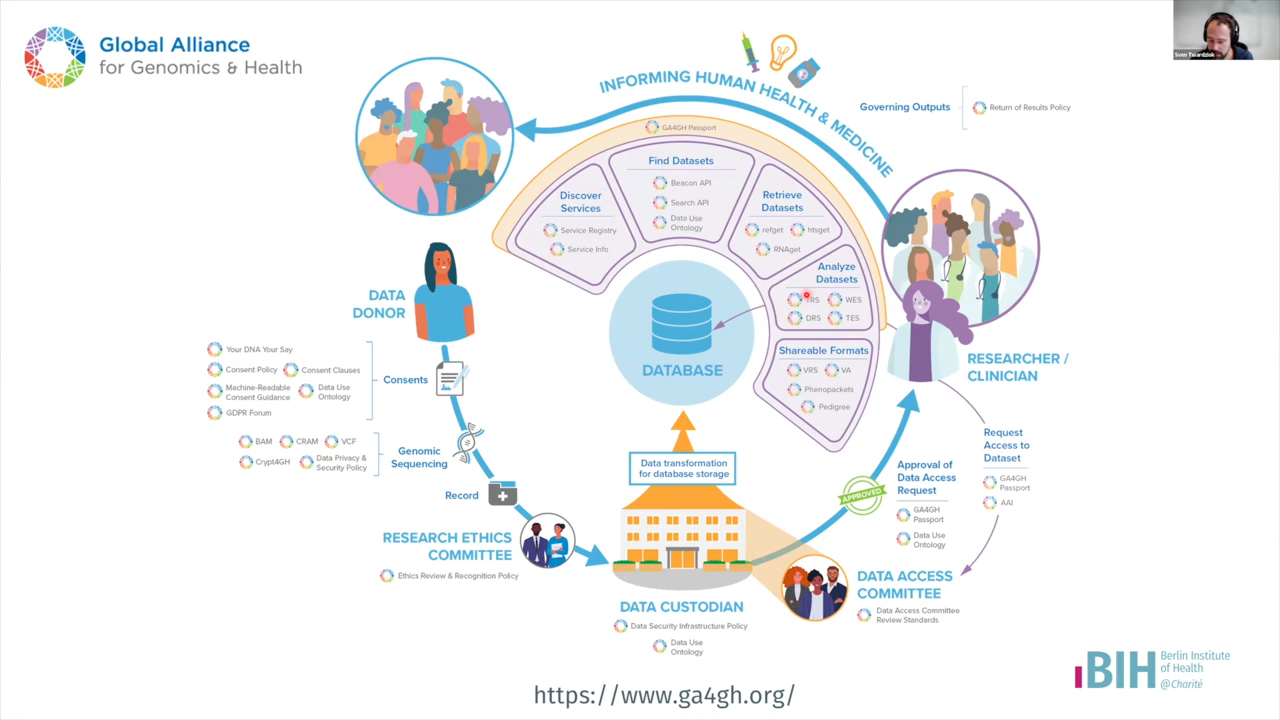 Global Alliance
for Genomics & Health
Sven Twardziok
INFORMING HUMAN HEALTH & MEDICINE
Governing Outputs
Return of Results Policy
GA4GH Passport
Discover
Services
Service Registry
Service Info
Find Datasets
Beacon API
Search API
Data Use
Ontology
Retrieve
Datasets
refget
htsget
RNAget
Analyze
Datasets
TRS
WES
DRS
TES
Shareable Formats
VRS
VA
Phenopackets
Pedigree
DATABASE
DATA
DONOR
Your DNA Your Say
Consent Policy
Consent Clauses
Machine-Readable
Consent Guidance
Data Use
Ontology
GDPR Forum
Consents
BAM
CRAM
VCF
Crypt4GH
Data Privacy &
Security Policy
Genomic
Sequencing
Record
RESEARCH ETHICS
COMMITTEE
Ethics Review & Recognition Policy
Data transformation
for database storage
DATA CUSTODIAN
Data Security Infrastructure Policy
Data Use
Ontology
APPROVED
Approval of
Data Access
Request
GA4GH
Passport
Data Use
Ontology
RESEARCHER /
CLINICIAN
Request
Access to
Dataset
GA4GH
Passport
AAI
DATA ACCESS
COMMITTEE
Data Access Committee
Review Standards
BIH
Berlin Institute
of Health
@Charité
https://www.ga4gh.org/